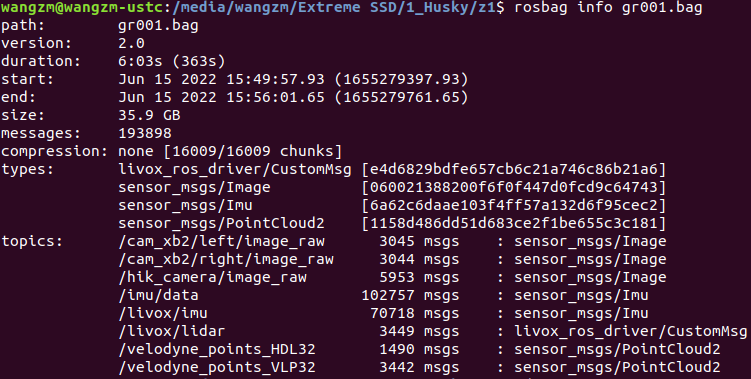 wangzm@wangzm-ustc:/media/wangzm/Extreme SSD/1_Husky/z1$ rosbag info gr001.bag
path:        gr001.bag
version:     2.0
duration:    6:03s (363s)
start:       Jun 15 2022 15:49:57.93 (1655279397.93)
end:         Jun 15 2022 15:56:01.65 (1655279761.65)
size:        35.9 GB
messages:    193898
compression: none [16009/16009 chunks]
types:       livox_ros_driver/CustomMsg [e4d6829bdfe657cb6c21a746c86b21a6]
             sensor_msgs/Image          [060021388200f6f0f447d0fcd9c64743]
             sensor_msgs/Imu            [6a62c6daae103f4ff57a132d6f95cec2]
             sensor_msgs/PointCloud2    [1158d486dd51d683ce2f1be655c3c181]
topics:      /cam_xb2/left/image_raw      3045 msgs    : sensor_msgs/Image
             /cam_xb2/right/image_raw     3044 msgs    : sensor_msgs/Image
             /hik_camera/image_raw        5953 msgs    : sensor_msgs/Image
             /imu/data                  102757 msgs    : sensor_msgs/Imu
             /livox/imu                  70718 msgs    : sensor_msgs/Imu
             /livox/lidar                 3449 msgs    : livox_ros_driver/CustomMsg
             /velodyne_points_HDL32       1490 msgs    : sensor_msgs/PointCloud2
             /velodyne_points_VLP32       3442 msgs    : sensor_msgs/PointCloud2